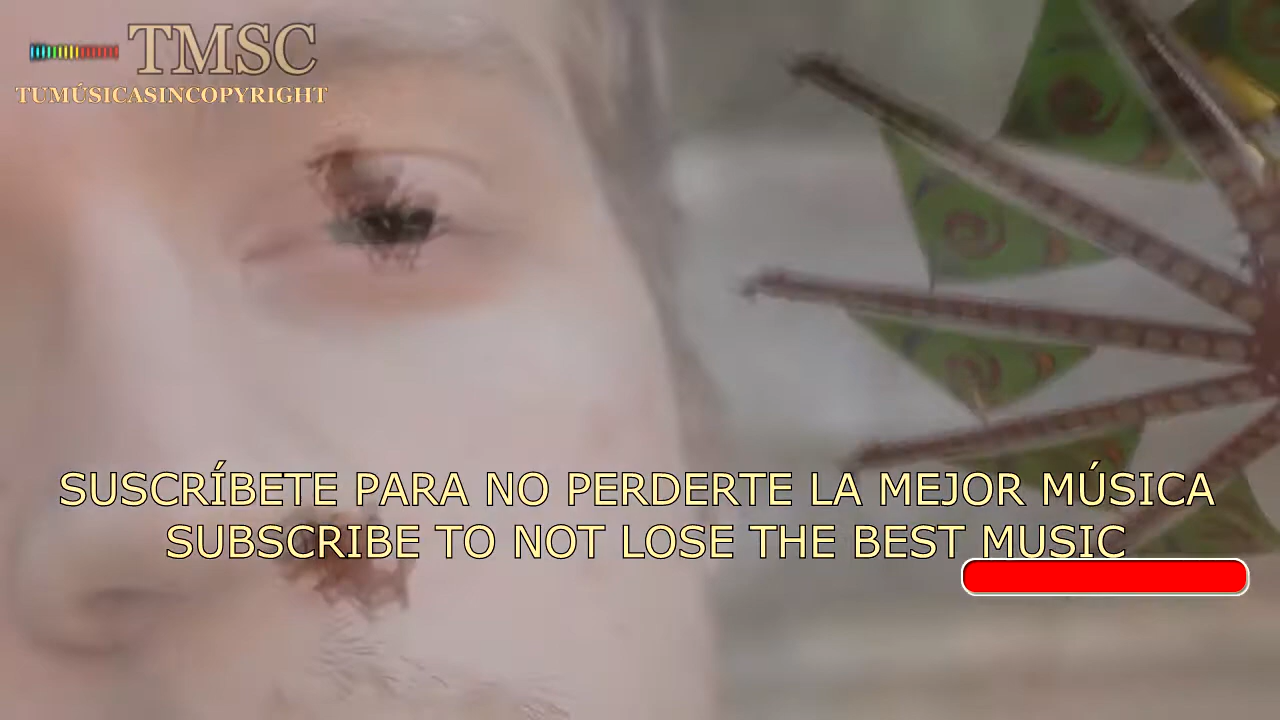 TMSC
TUMÚSICASINCOPYRIGHT
SUSCRÍBETE PARA NO PERDERTE LA MEJOR MÚSICA
SUBSCRIBE TO NOT LOSE THE BEST MUSIC